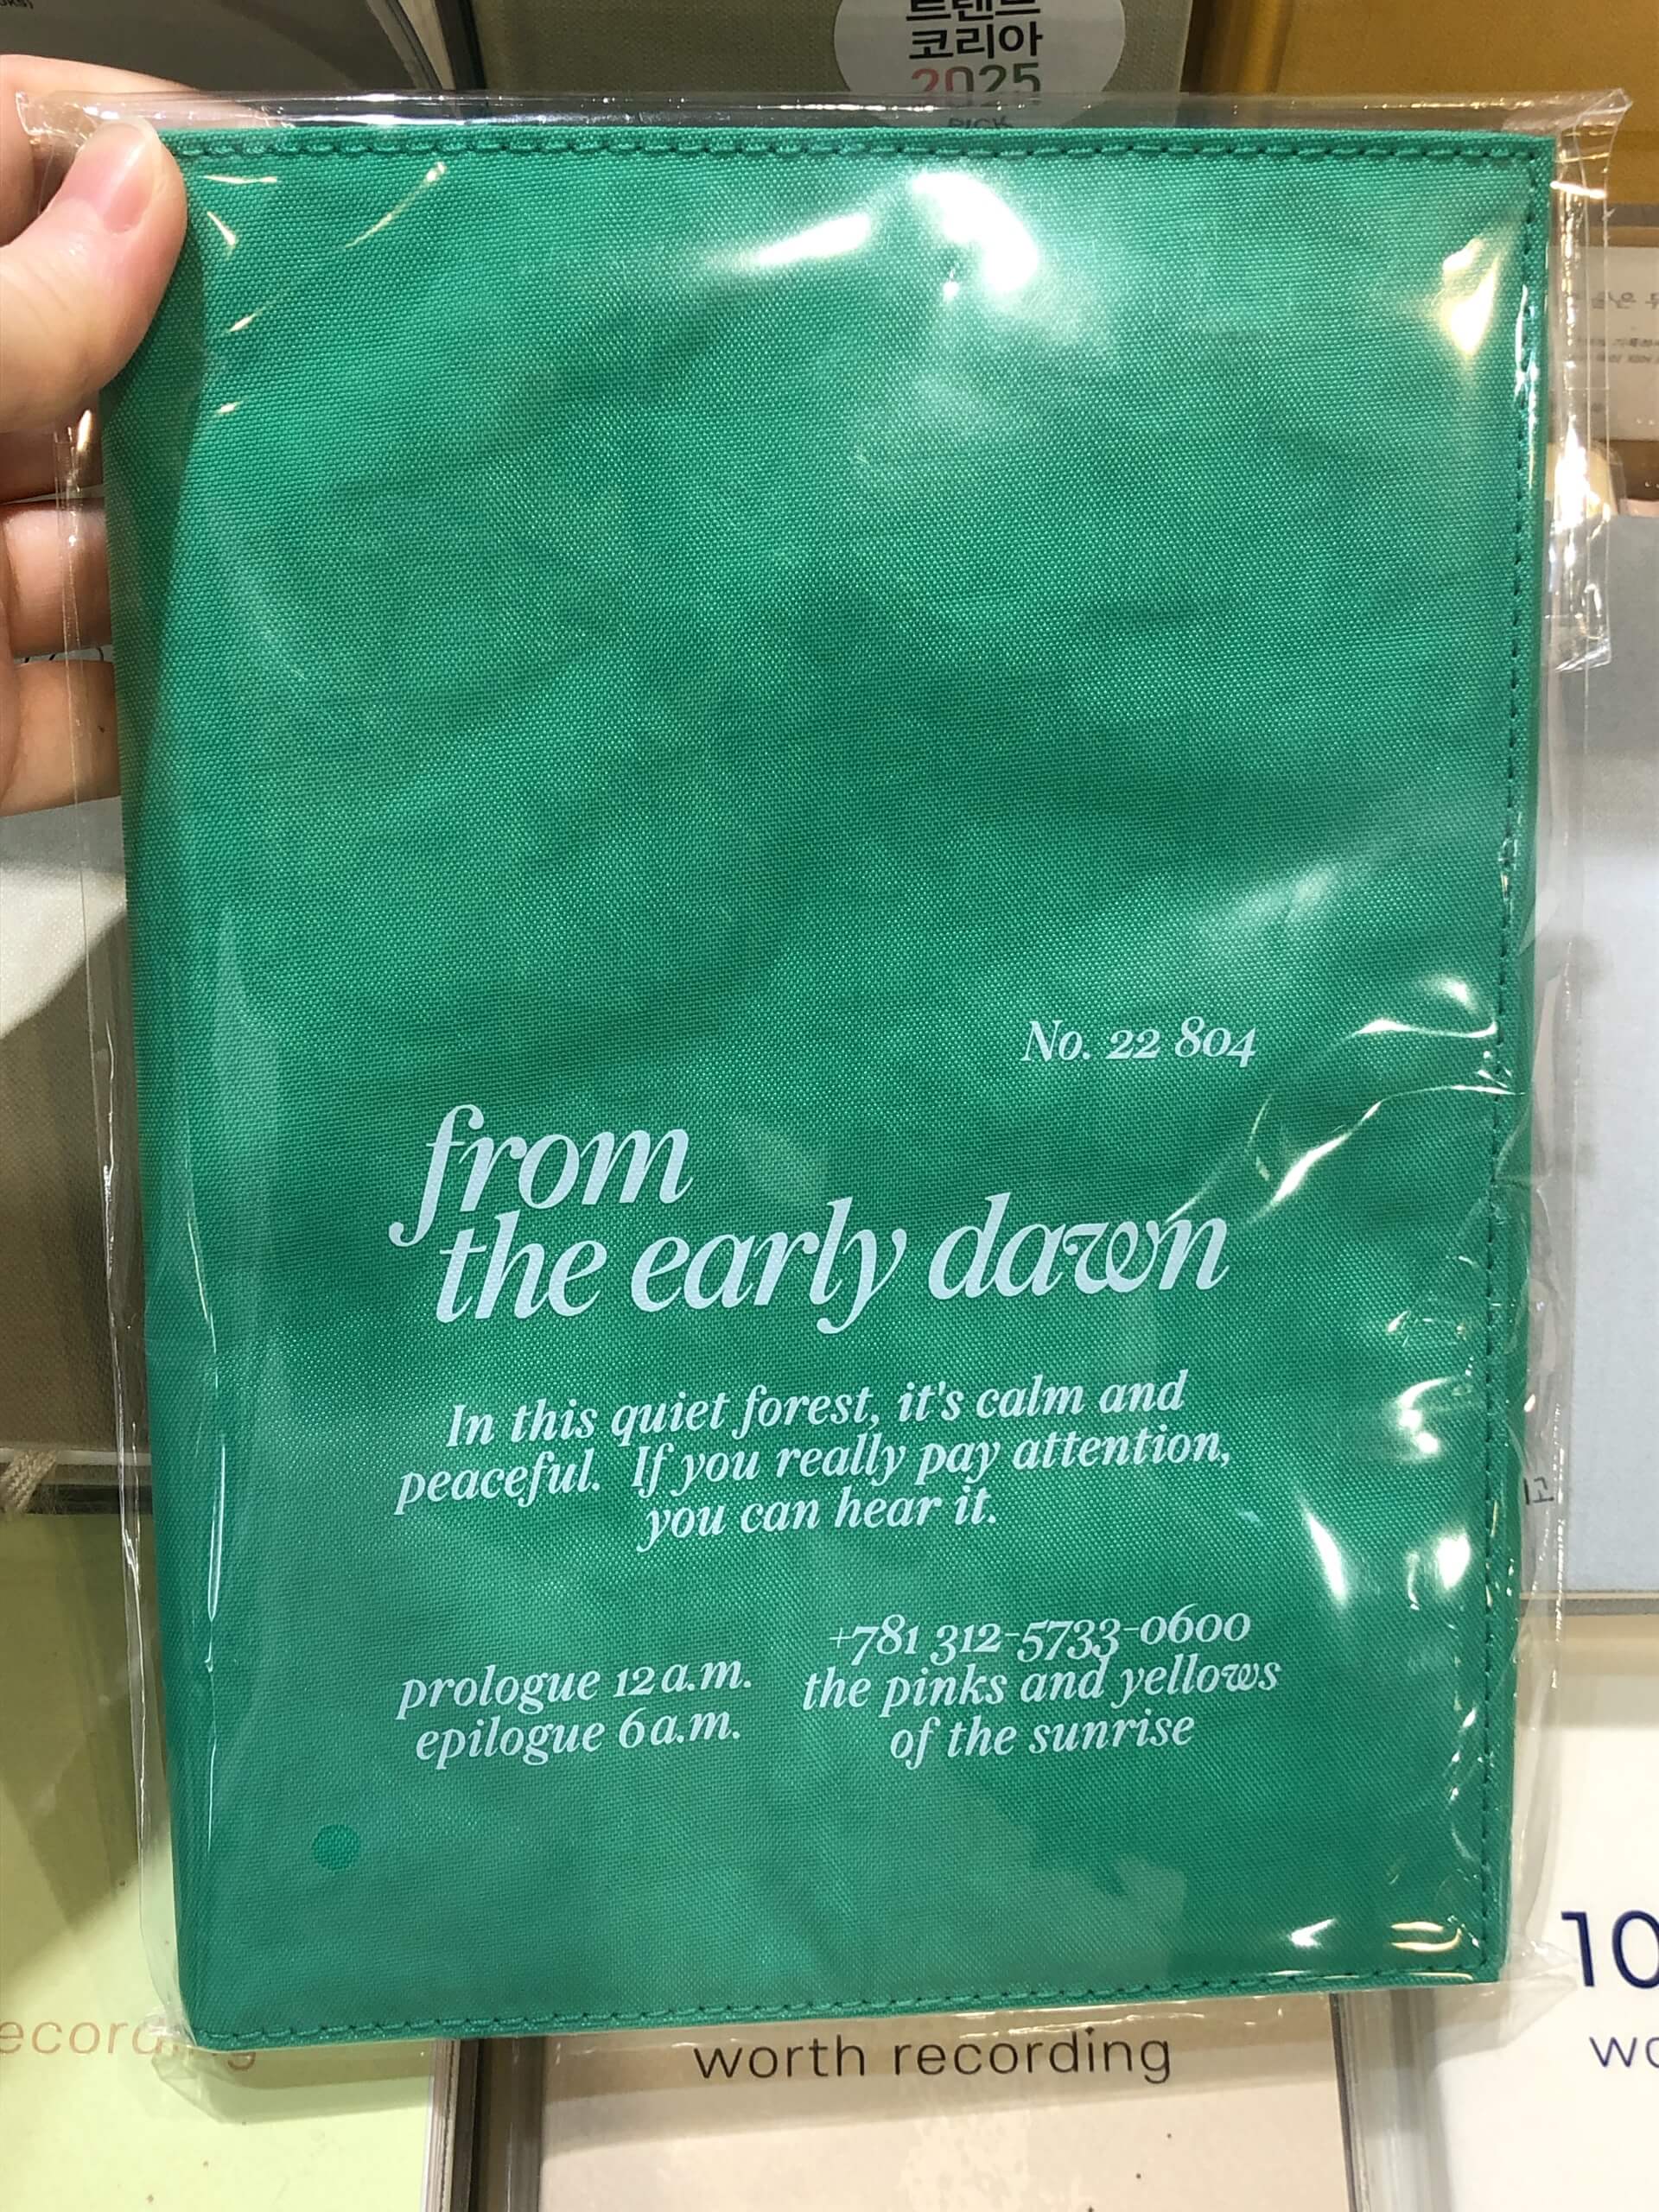 트렌드
코리아
2025
PICK
No. 22 804
from
the early dawn
In this quiet forest, it's calm and
peaceful. If you really pay attention,
you can hear it.
prologue 12 a.m.
epilogue 6 a.m.
+781 312-5733-0600
the pinks and yellows
of the sunrise
worth recording
10